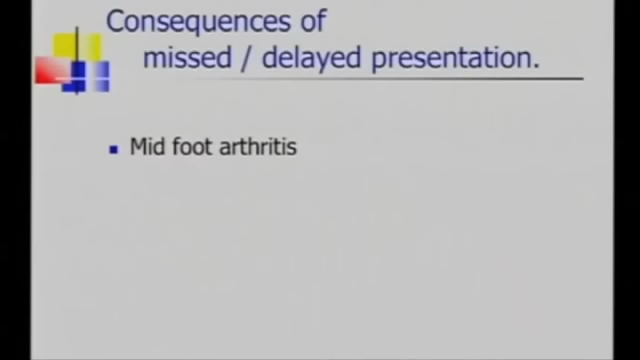 Consequences of
missed / delayed presentation.
Mid foot arthritis